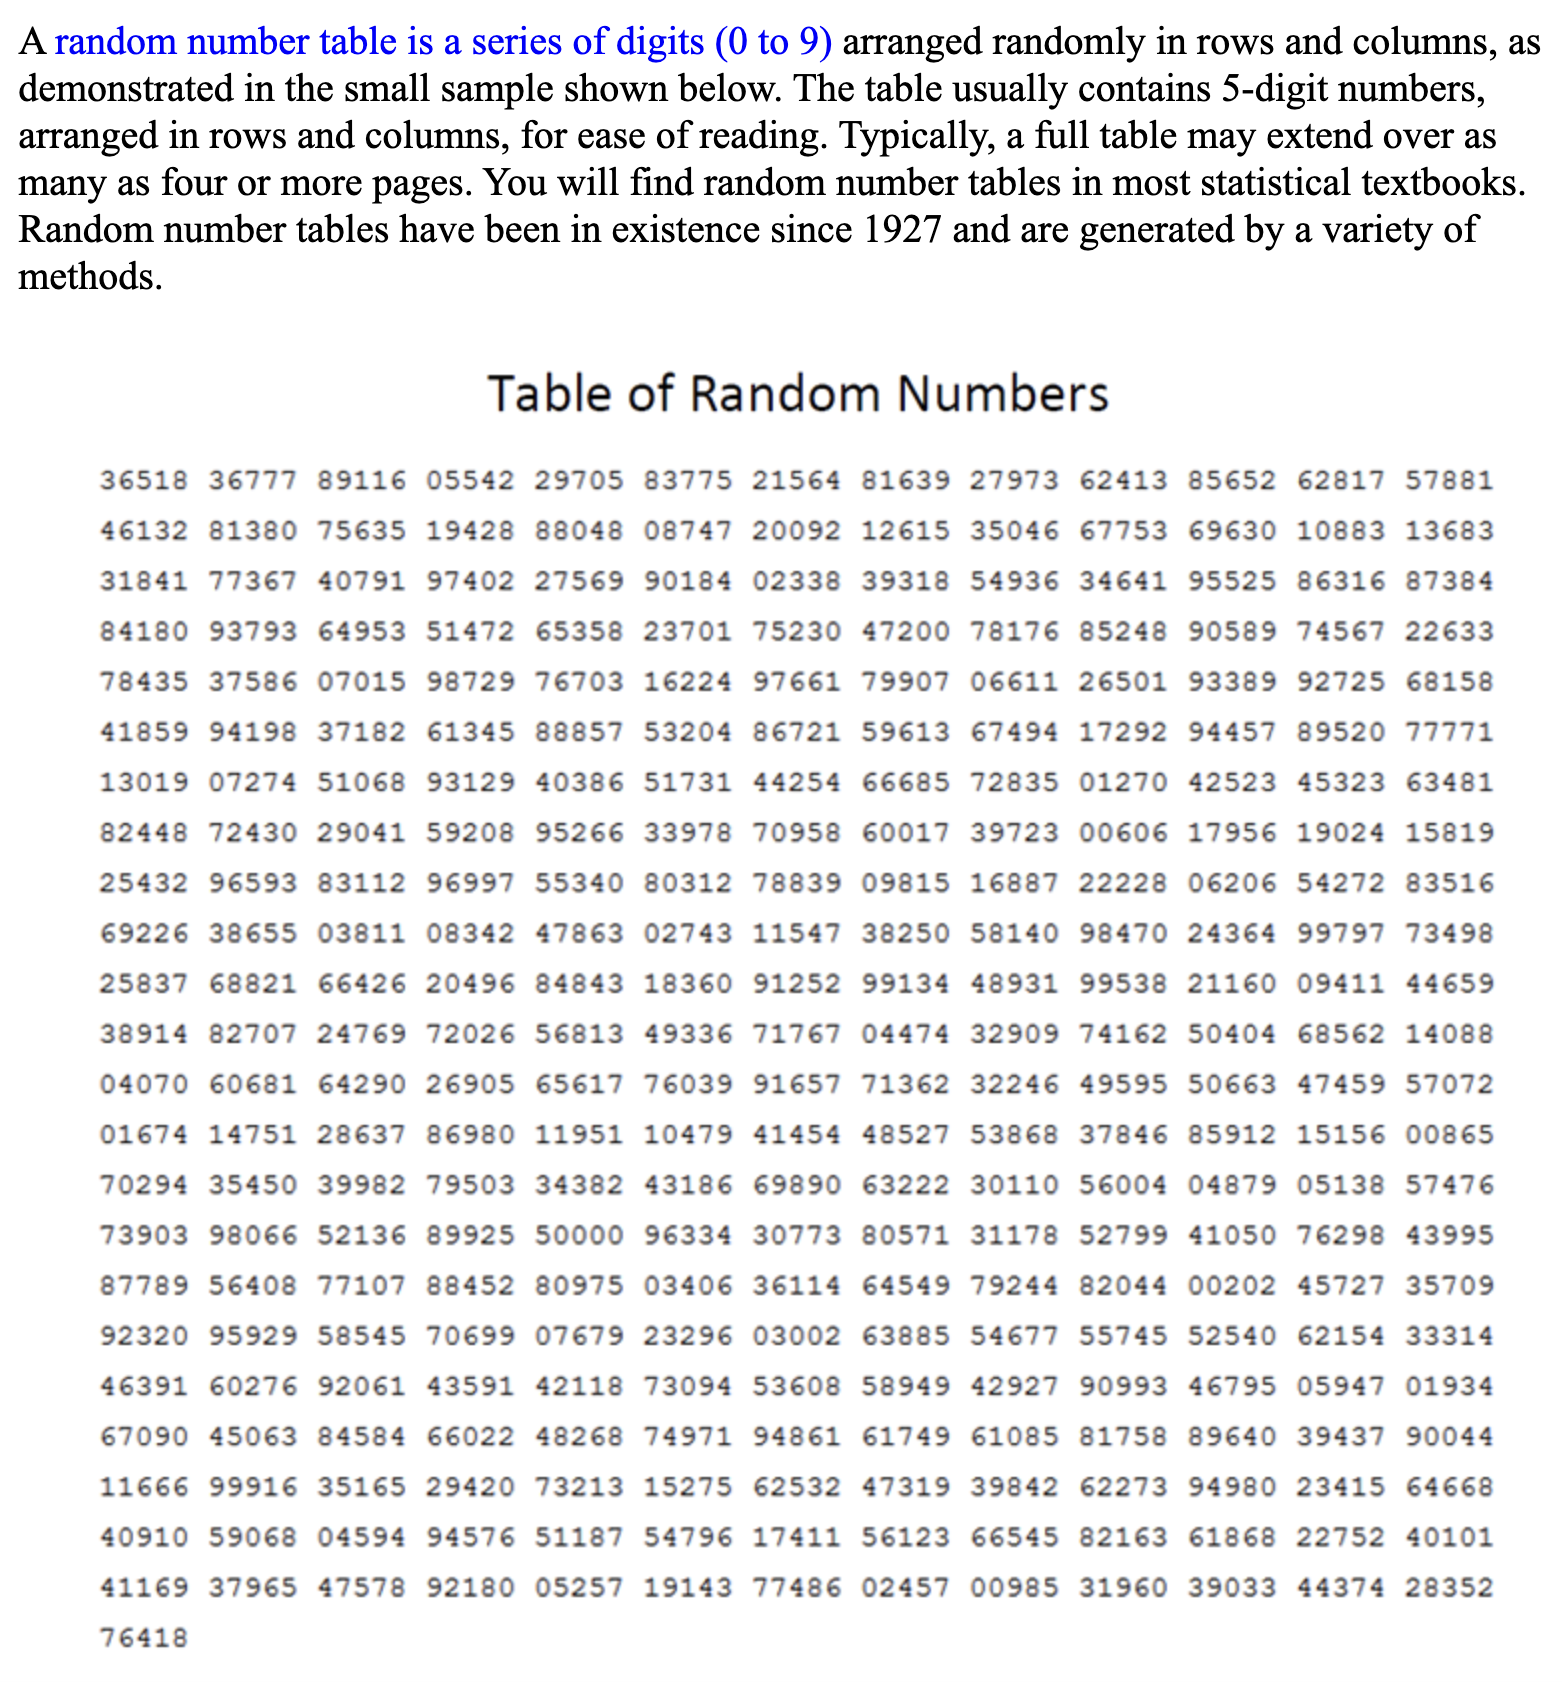 A random number table is a series of digits (0 to 9) arranged randomly in rows and columns, as
demonstrated in the small sample shown below. The table usually contains 5-digit numbers,
arranged in rows and columns, for ease of reading. Typically, a full table may extend over as
many as four or more pages. You will find random number tables in most statistical textbooks.
Random number tables have been in existence since 1927 and are generated by a variety of
methods.
Table of Random Numbers
36518 36777 89116 05542 29705 83775 21564 81639 27973 62413 85652 62817 57881
46132 81380 75635 19428 88048 08747 20092 12615 35046 67753 69630 10883 13683
31841 77367 40791 97402 27569 90184 02338 39318 54936 34641 95525 86316 87384
84180 93793 64953 51472 65358 23701 75230 47200 78176 85248 90589 74567 22633
78435 37586 07015 98729 76703 16224 97661 79907 06611 26501 93389 92725 68158
41859 94198 37182 61345 88857 53204 86721 59613 67494 17292 94457 89520 77771
13019 07274 51068 93129 40386 51731 44254 66685 72835 01270 42523 45323 63481
82448 72430 29041 59208 95266 33978 70958 60017 39723 00606 17956 19024 15819
25432 96593 83112 96997 55340 80312 78839 09815 16887 22228 06206 54272 83516
69226 38655 03811 08342 47863 02743 11547 38250 58140 98470 24364 99797 73498
25837 68821 66426 20496 84843 18360 91252 99134 48931 99538 21160 09411 44659
38914 82707 24769 72026 56813 49336 71767 04474 32909 74162 50404 68562 14088
04070 60681 64290 26905 65617 76039 91657 71362 32246 49595 50663 47459 57072
01674 14751 28637 86980 11951 10479 41454 48527 53868 37846 85912 15156 00865
70294 35450 39982 79503 34382 43186 69890 63222 30110 56004 04879 05138 57476
73903 98066 52136 89925 50000 96334 30773 80571 31178 52799 41050 76298 43995
87789 56408 77107 88452 80975 03406 36114 64549 79244 82044 00202 45727 35709
92320 95929 58545 70699 07679 23296 03002 63885 54677 55745 52540 62154 33314
46391 60276 92061 43591 42118 73094 53608 58949 42927 90993 46795 05947 01934
67090 45063 84584 66022 48268 74971 94861 61749 61085 81758 89640 39437 90044
11666 99916 35165 29420 73213 15275 62532 47319 39842 62273 94980 23415 64668
40910 59068 04594 94576 51187 54796 17411 56123 66545 82163 61868 22752 40101
41169 37965 47578 92180 05257 19143 77486 02457 00985 31960 39033 44374 28352
76418